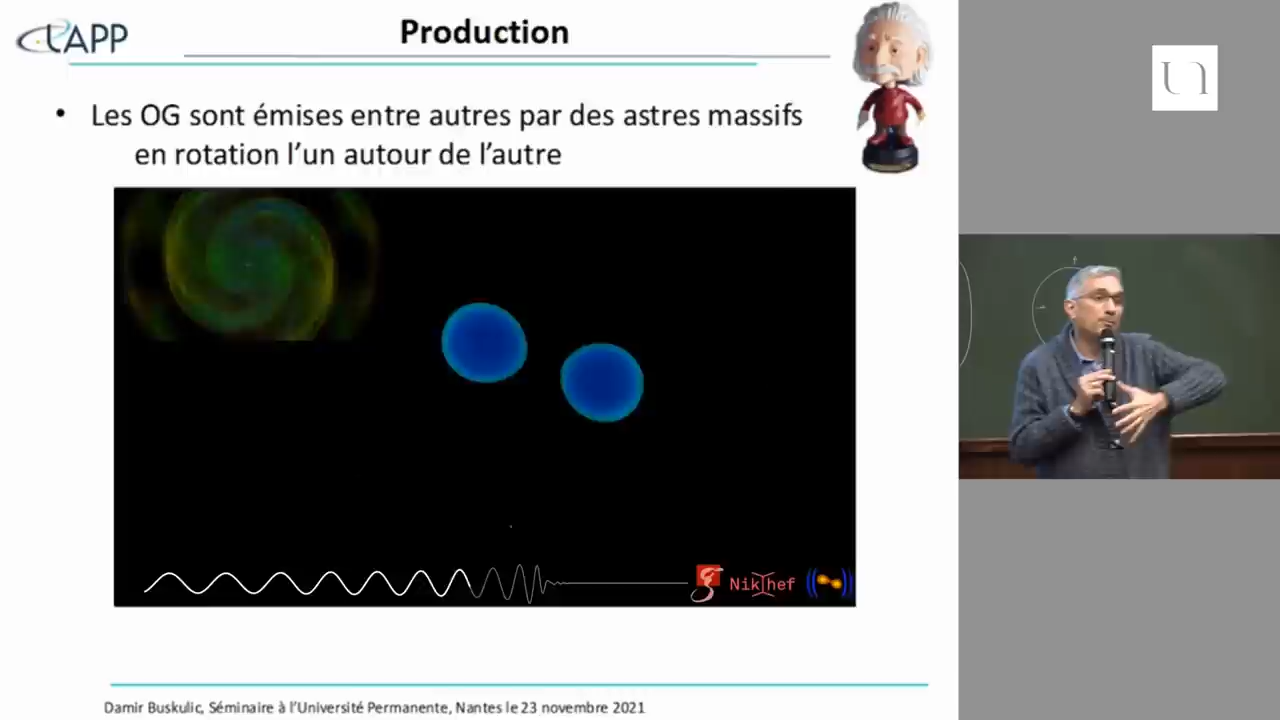 LAPP
Production
• Les OG sont émises entre autres par des astres massifs
en rotation l’un autour de l’autre
Nikhef
Damir Buskulic, Séminaire à l’Université Permanente, Nantes le 23 novembre 2021